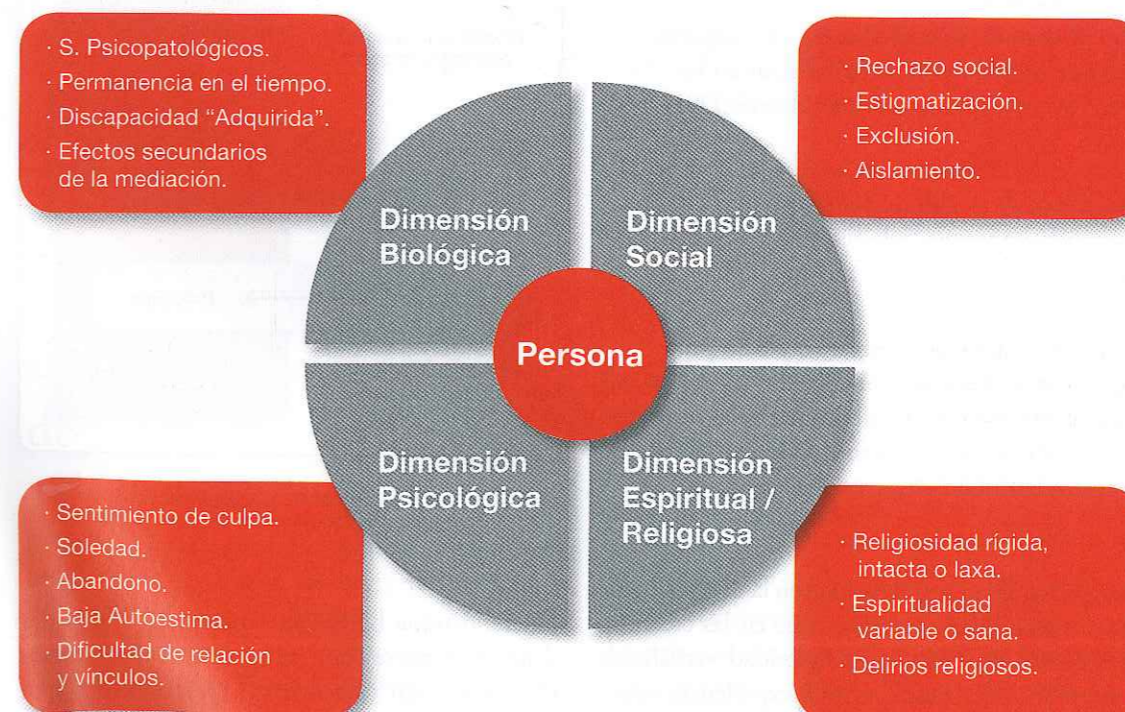 · S. Psicopatológicos.
· Permanencia en el tiempo.
· Discapacidad “Adquirida”.
· Efectos secundarios
de la mediación.
· Rechazo social.
· Estigmatización.
· Exclusión.
· Aislamiento.
Dimensión
Biológica
Dimensión
Social
Persona
Dimensión
Psicológica
Dimensión
Espiritual /
Religiosa
· Sentimiento de culpa.
· Soledad.
· Abandono.
· Baja Autoestima.
· Dificultad de relación
y vínculos.
· Religiosidad rígida,
intacta o laxa.
· Espiritualidad
variable o sana.
· Delirios religiosos.